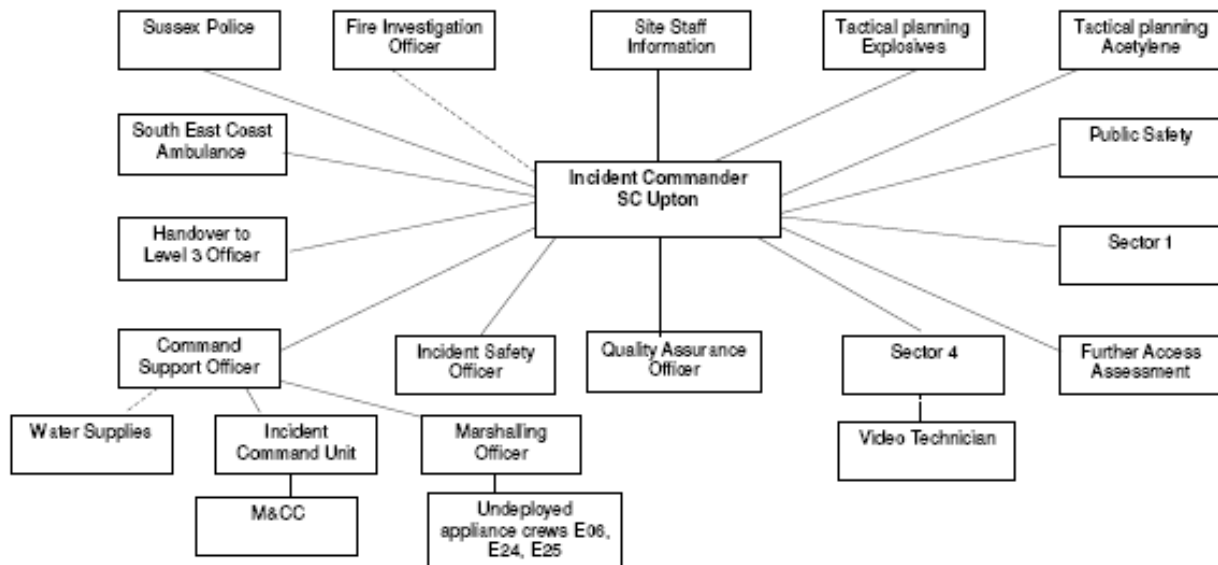 Sussex Police
Fire Investigation
Officer
Site Staff
Information
Tactical planning
Explosives
Tactical planning
Acetylene
South East Coast
Ambulance
Public Safety
Incident Commander
SC Upton
Handover to
Level 3 Officer
Sector 1
Command
Support Officer
Incident Safety
Officer
Quality Assurance
Officer
Sector 4
Further Access
Assessment
Water Supplies
Incident
Command Unit
Marshalling
Officer
Video Technician
M&CC
Undeployed
appliance crews E06,
E24, E25